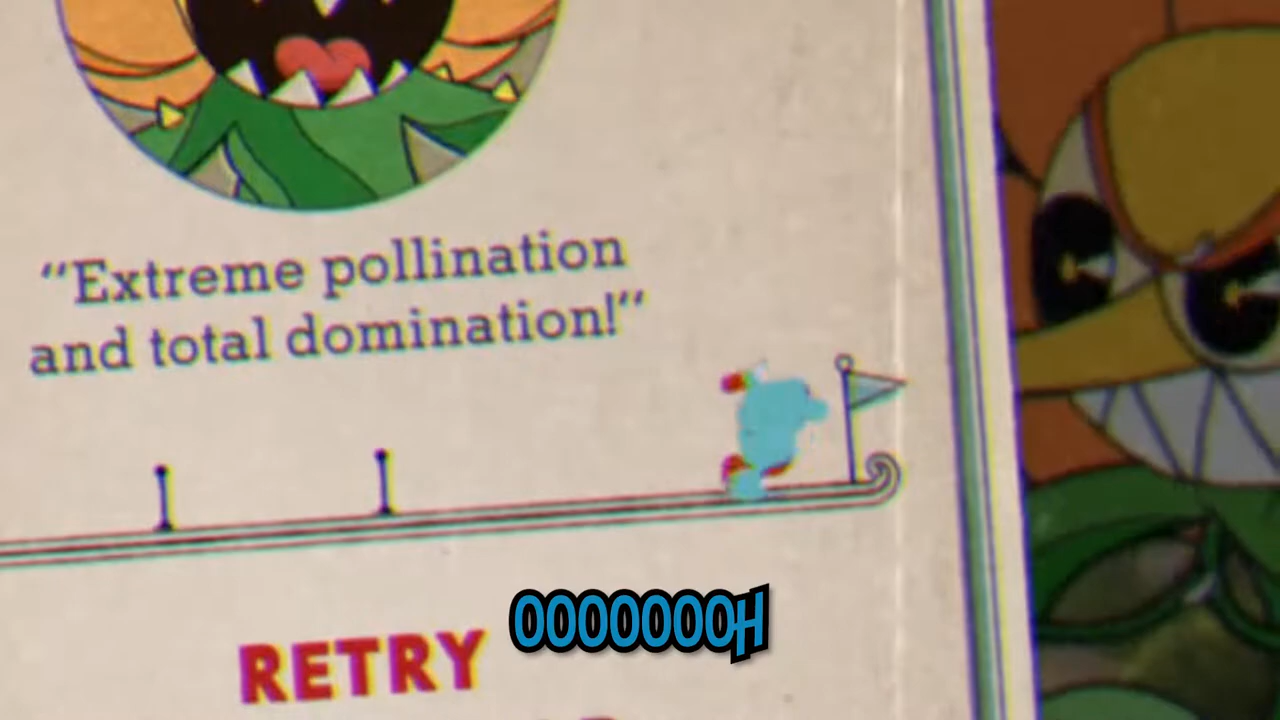 “Extreme pollination
and total domination!“
OOOOOOOH
RETRY